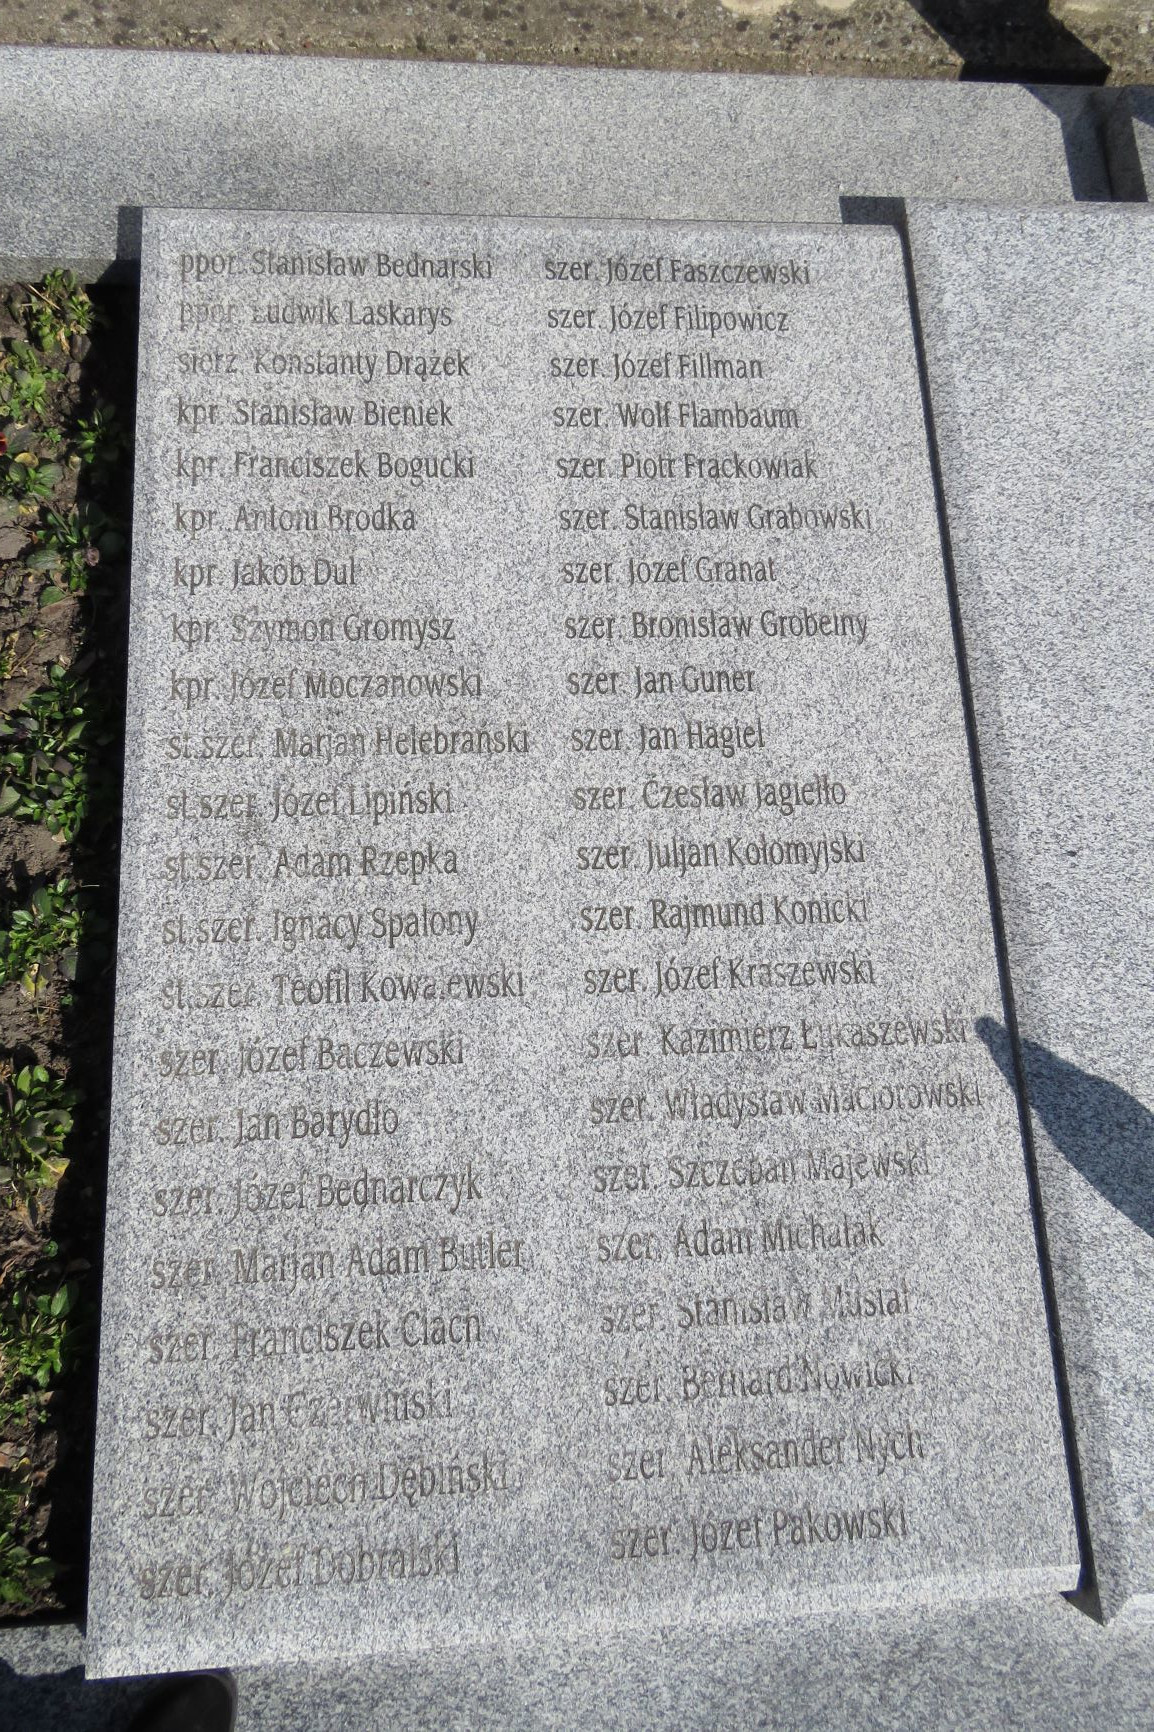 ppor. Stanisław Bednarski
ppor. Ludwik Laskarys
sierż. Konstanty Drążek
kpr. Stanisław Bieniek
kpr. Franciszek Bogucki
kpr. Antoni Brodka
kpr. Jakób Dul
kpr. Szymon Gromysz
kpr. Józef Moczanowski
st.szer. Marjan Helebrański
st.szer. Józef Lipiński
st.szer. Adam Rzepka
st.szer. Ignacy Spalony
st.szer. Teofil Kowalewski
szer. Józef Baczewski
szer. Jan Barydło
szer. Józef Bednarczyk
szer. Marjan Adam Butler
szer. Franciszek Ciach
szer. Jan Czerwiński
szer. Wojciech Dębiński
szer. Józef Dobralski
szer. Józef Faszczewski
szer. Józef Filipowicz
szer. Józef Fillman
szer. Wolf Flambaum
szer. Piotr Frackowiak
szer. Stanisław Grabowski
szer. Józef Granat
szer. Bronisław Grobelny
szer. Jan Guner
szer. Jan Hagiel
szer. Czesław Jagiełło
szer. Juljan Kołomyjski
szer. Rajmund Konicki
szer. Józef Kraszewski
szer. Kazimierz Łukaszewski
szer. Władysław Maciorowski
szer. Szczepan Majewski
szer. Adam Michalak
szer. Stanisław Musiał
szer. Bernard Nowicki
szer. Aleksander Nych
szer. Józef Pakowski